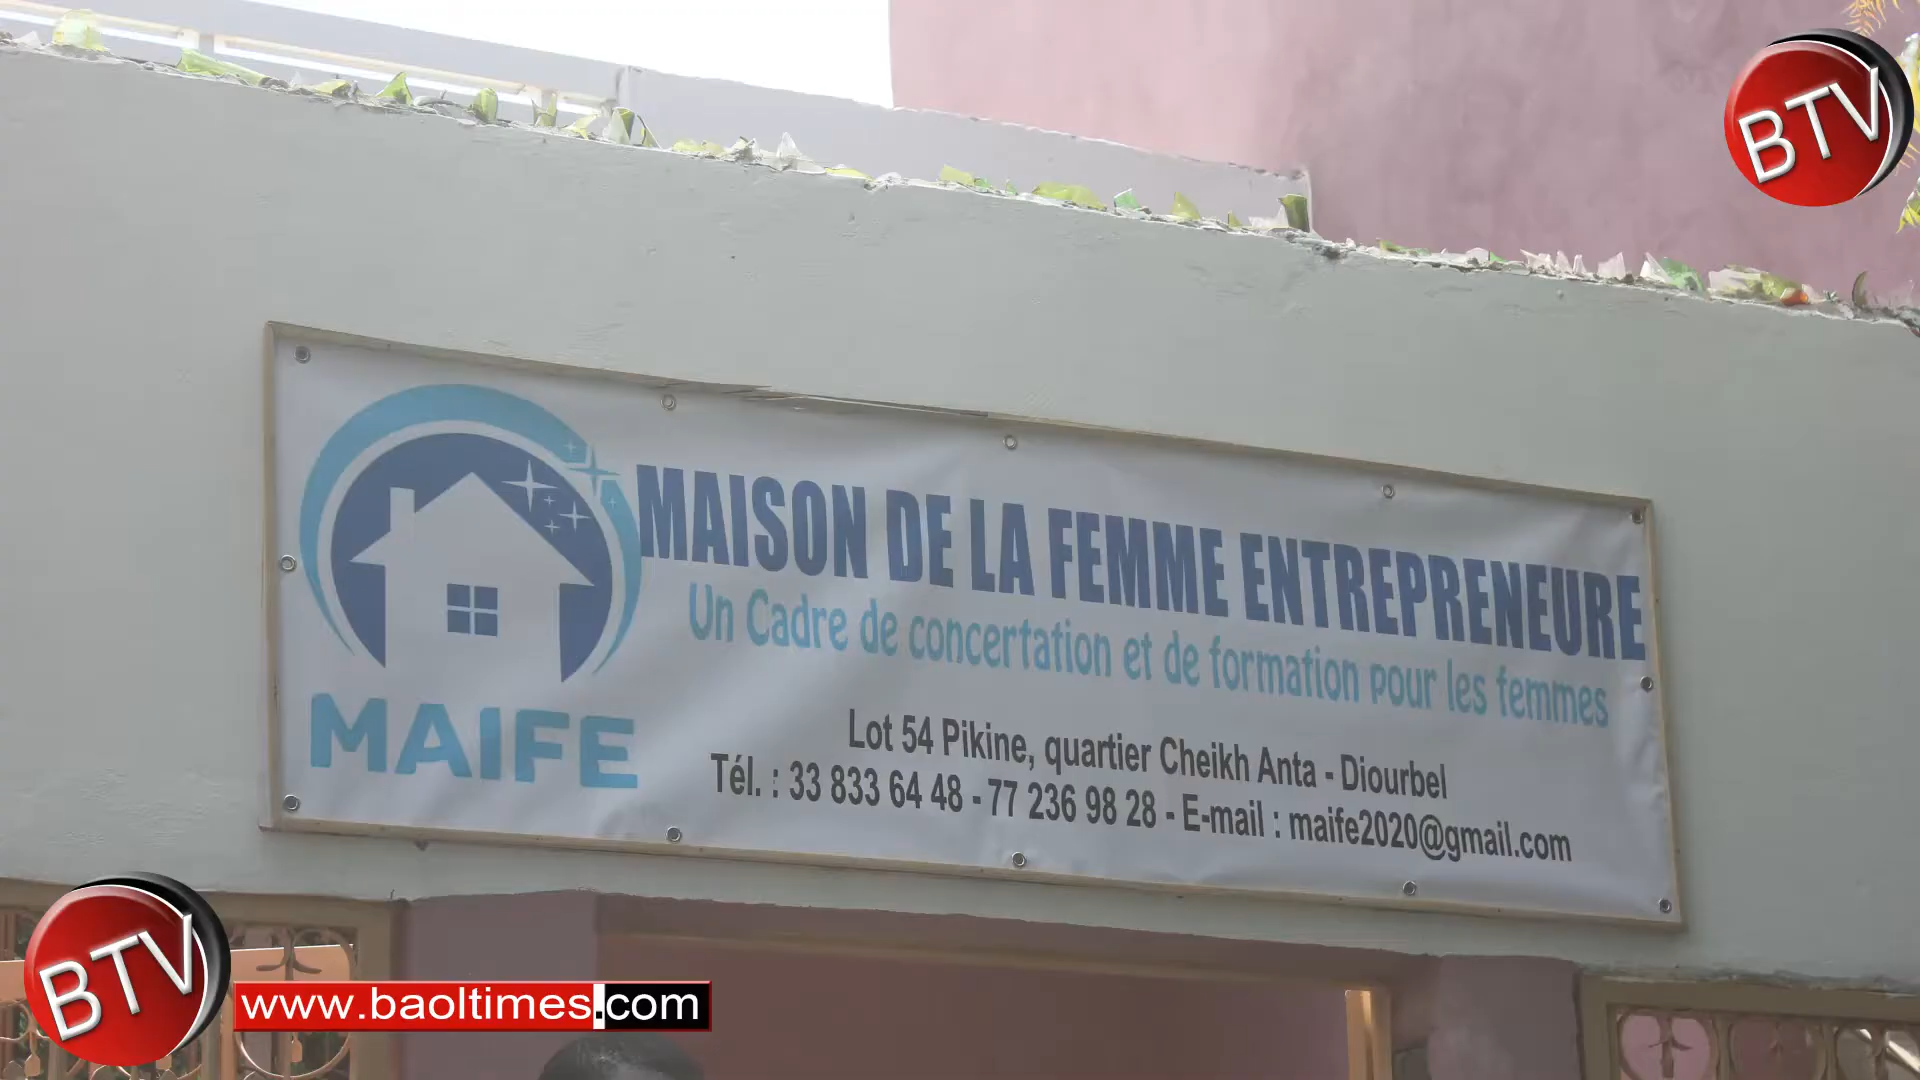 BTV
MAISON DE LA FEMME ENTREPRENEURE
Un Cadre de concertation et de formation pour les femmes
MAIFE
Lot 54 Pikine, quartier Cheikh Anta - Diourbel
Tél. : 33 833 64 48 - 77 236 98 28 - E-mail : maife2020@gmail.com
BTV
www.baoltimes.com